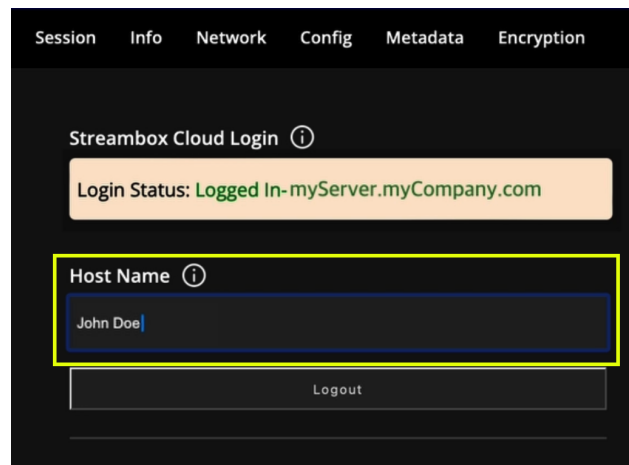 Session Info Network Config Metadata Encryption
Streambox Cloud Login
Login Status: Logged In-myServer.myCompany.com
Host Name
John Doe
Logout